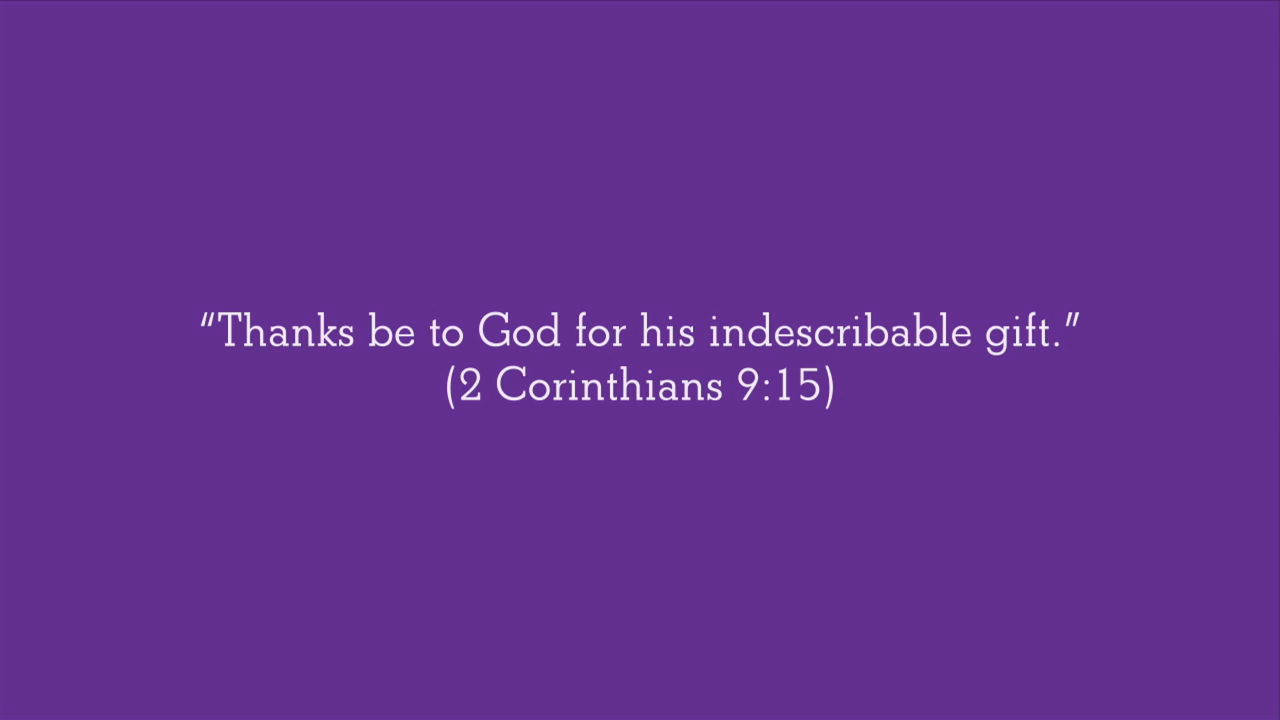 “Thanks be to God for his indescribable gift.”
(2 Corinthians 9:15)